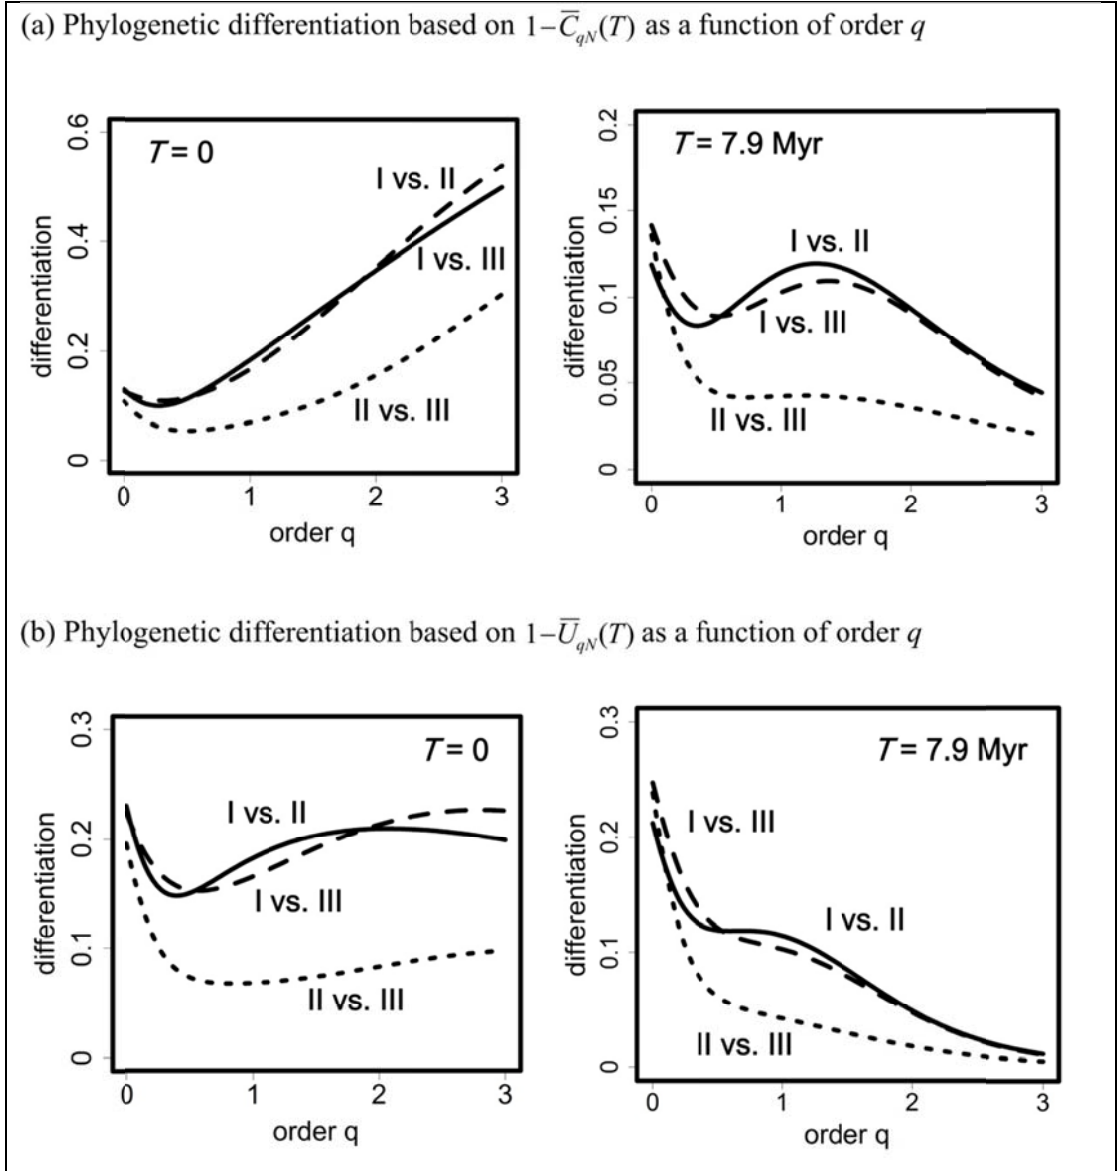 (a) Phylogenetic differentiation based on 1−C̅_{qN}(T) as a function of order q
T = 0
I vs. II
I vs. III
II vs. III
differentiation
0 0.2 0.4 0.6
0 1 2 3
order q
T = 7.9 Myr
I vs. II
I vs. III
II vs. III
differentiation
0 0.05 0.1 0.15 0.2
0 1 2 3
order q
(b) Phylogenetic differentiation based on 1−U̅_{qN}(T) as a function of order q
T = 0
I vs. II
I vs. III
II vs. III
differentiation
0 0.1 0.2 0.3
0 1 2 3
order q
T = 7.9 Myr
I vs. III
I vs. II
II vs. III
differentiation
0 0.1 0.2 0.3
0 1 2 3
order q